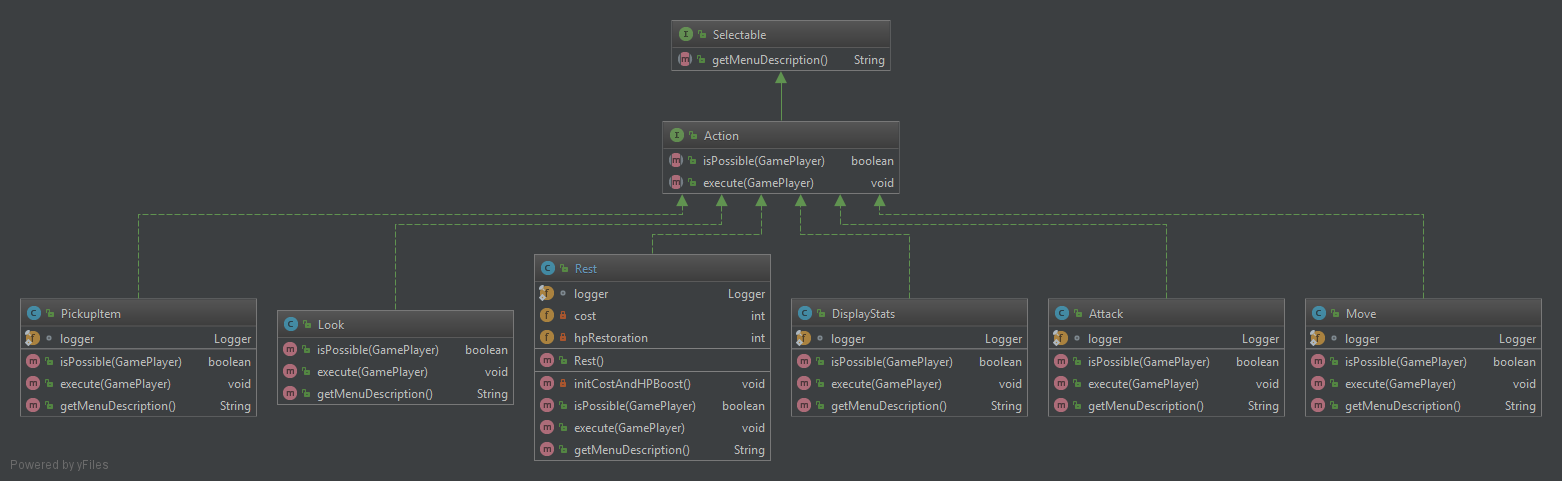 Selectable
getMenuDescription() String
Action
isPossible(GamePlayer) boolean
execute(GamePlayer) void
PickupItem
logger Logger
isPossible(GamePlayer) boolean
execute(GamePlayer) void
getMenuDescription() String
Look
isPossible(GamePlayer) boolean
execute(GamePlayer) void
getMenuDescription() String
Rest
logger Logger
cost int
hpRestoration int
Rest()
initCostAndHPBoost() void
isPossible(GamePlayer) boolean
execute(GamePlayer) void
getMenuDescription() String
DisplayStats
logger Logger
isPossible(GamePlayer) boolean
execute(GamePlayer) void
getMenuDescription() String
Attack
logger Logger
isPossible(GamePlayer) boolean
execute(GamePlayer) void
getMenuDescription() String
Move
logger Logger
isPossible(GamePlayer) boolean
execute(GamePlayer) void
getMenuDescription() String
Powered by yFiles